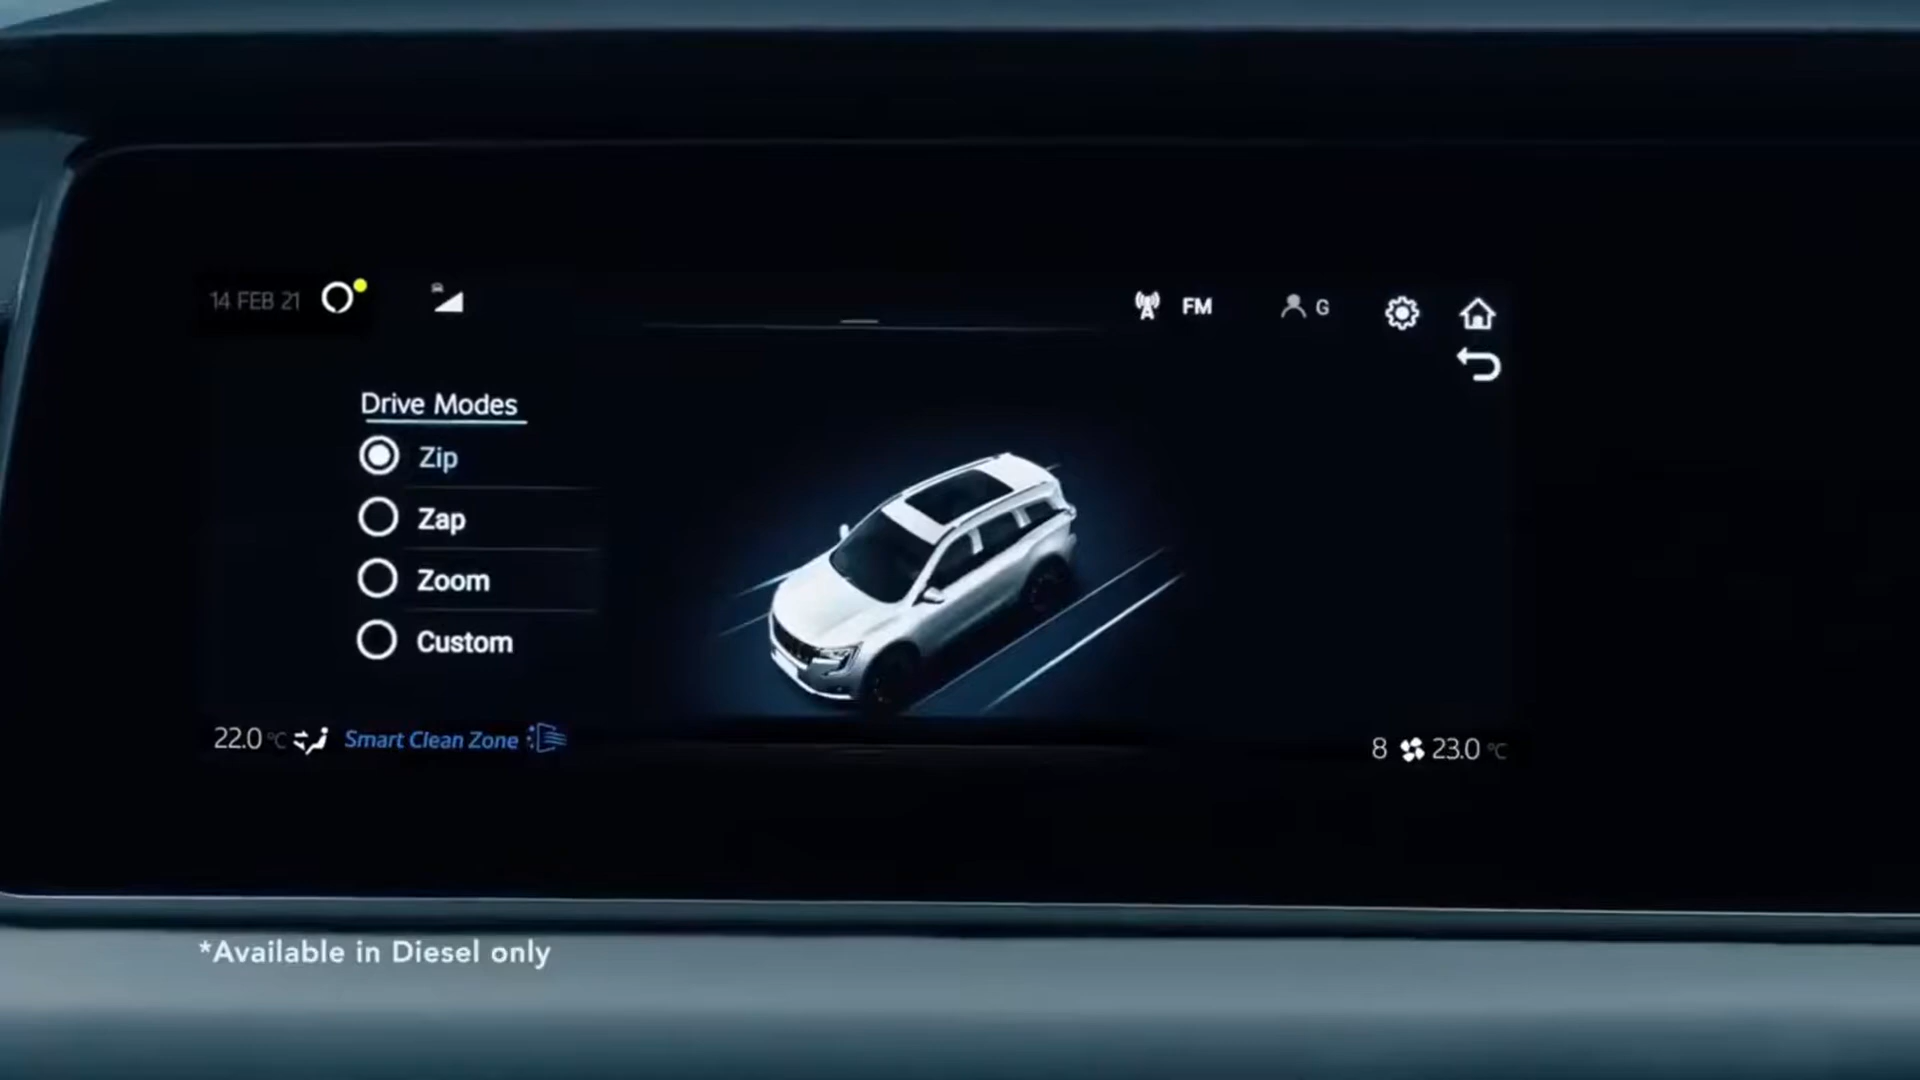 14 FEB 21
FM
G
Drive Modes
Zip
Zap
Zoom
Custom
22.0 °C
Smart Clean Zone
8 23.0 °C
*Available in Diesel only